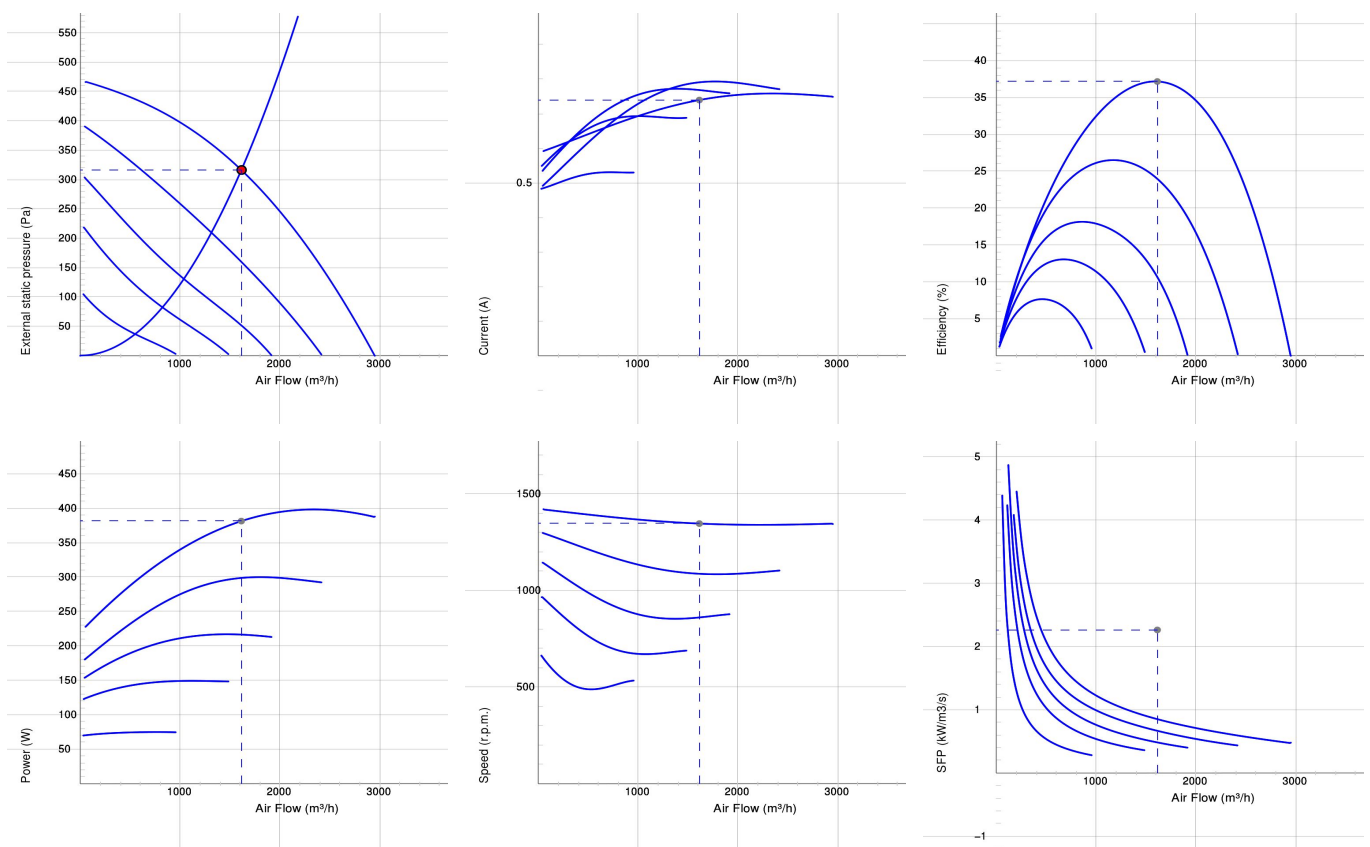 550
500
450
400
350
300
250
200
150
100
50
External static pressure (Pa)
1000 2000 3000
Air Flow (m³/h)
0.5
Current (A)
1000 2000 3000
Air Flow (m³/h)
40
35
30
25
20
15
10
5
Efficiency (%)
1000 2000 3000
Air Flow (m³/h)
450
400
350
300
250
200
150
100
50
Power (W)
1000 2000 3000
Air Flow (m³/h)
1500
1000
500
Speed (r.p.m.)
1000 2000 3000
Air Flow (m³/h)
5
4
3
2
1
−1
SFP (kW/m3/s)
1000 2000 3000
Air Flow (m³/h)